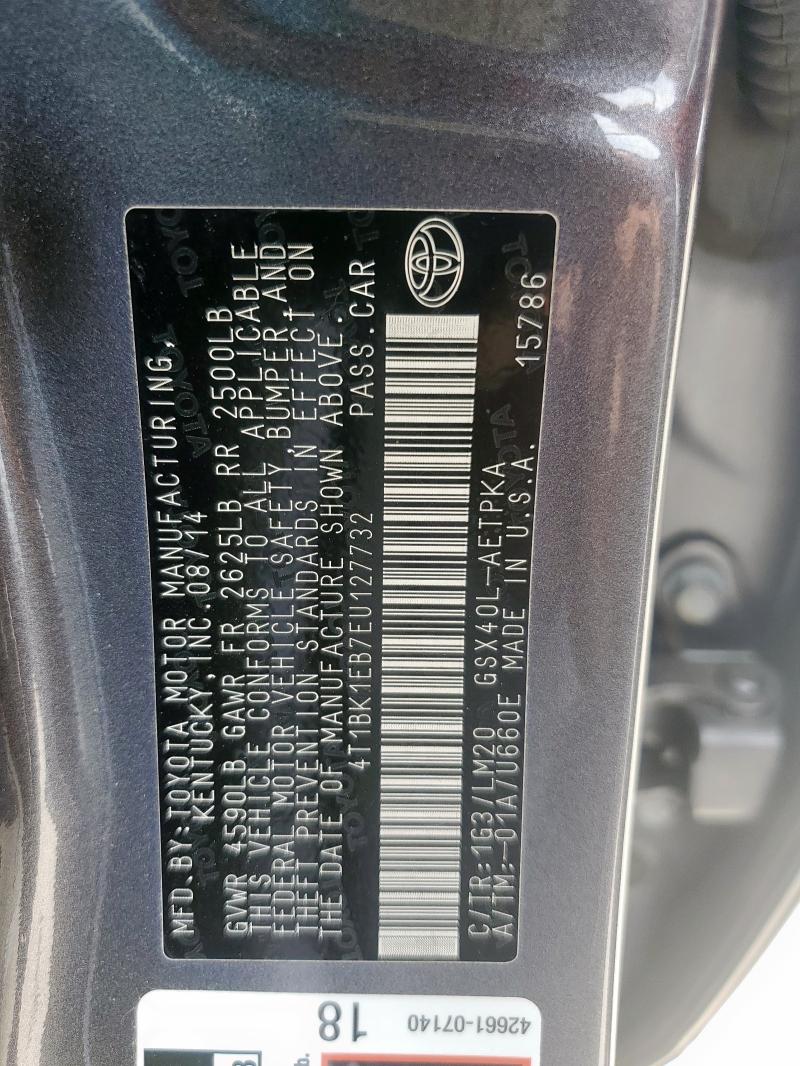 MFD. BY: TOYOTA MOTOR MANUFACTURING,
KENTUCKY, INC. 08/14
GVWR 4590LB GAWR FR 2625LB RR 2500LB
THIS VEHICLE CONFORMS TO ALL APPLICABLE
FEDERAL MOTOR VEHICLE SAFETY, BUMPER, AND
THEFT PREVENTION STANDARDS IN EFFECT ON
THE DATE OF MANUFACTURE SHOWN ABOVE.
4T1BK1EB7EU127732 PASS.CAR
C/TR: 1G3/LM20 GSX40L-AETPKA
A/TM: -01A/U660E MADE IN U.S.A. 15786
42661-07140
18